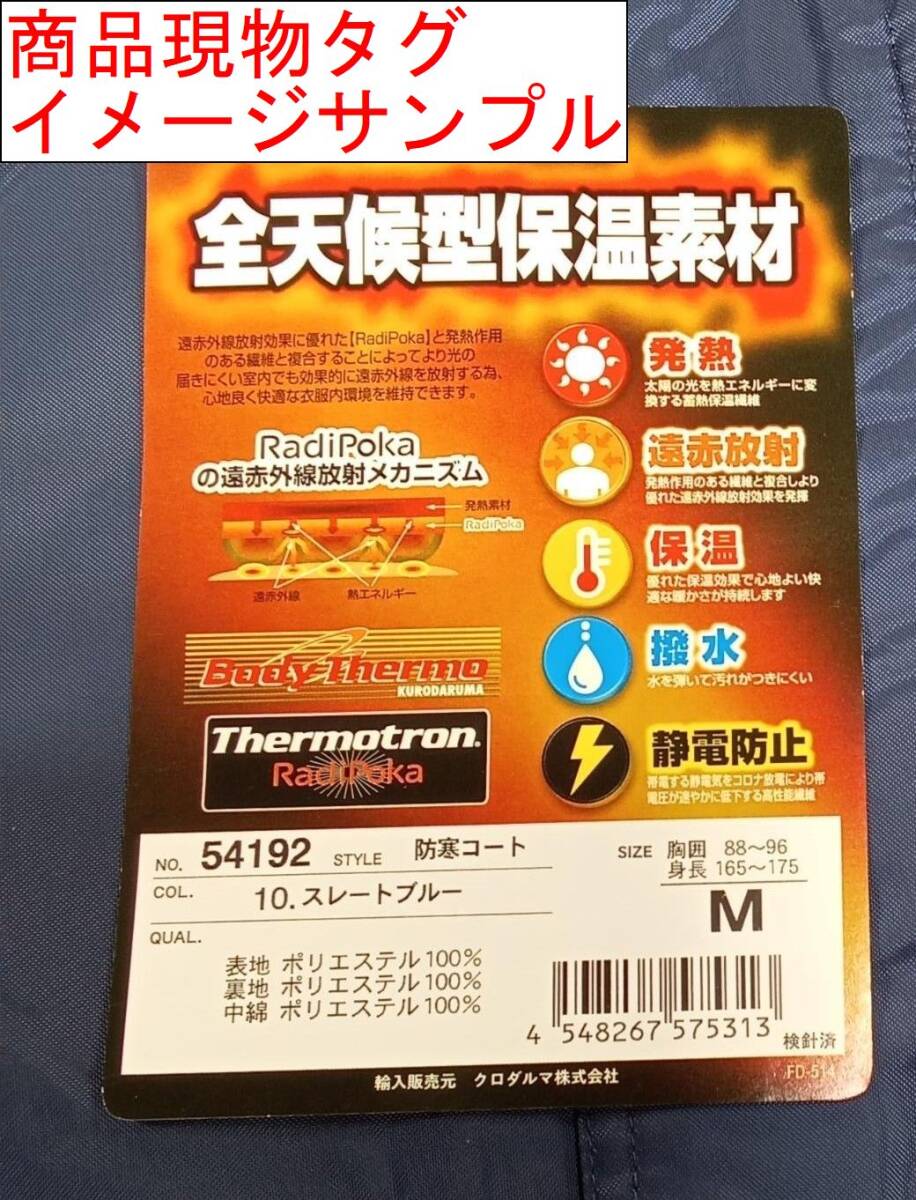 商品現物タグ
イメージサンプル
全天候型保温素材
遠赤外線放射効果に優れた【RadiPoka】と発熱作用
のある繊維と複合することによってより光の
届きにくい室内でも効果的に遠赤外線を放射する為、
心地良く快適な衣服内環境を維持できます。
RadiPoka
の遠赤外線放射メカニズム
発熱素材
RadiPoka
遠赤外線
熱エネルギー
Body Thermo
KURODARUMA
Thermotron®
RadiPoka
発熱
太陽の光を熱エネルギーに変
換する蓄熱保温繊維
遠赤放射
発熱作用のある繊維と複合しより
優れた遠赤外線放射効果を発揮
保温
優れた保温効果で心地よい快
適な暖かさが持続します
撥水
水を弾いて汚れがつきにくい
静電防止
帯電する静電気をコロナ放電により帯
電圧が速やかに低下する高性能繊維
NO. 54192 STYLE 防寒コート
COL. 10.スレートブルー
QUAL.
表地 ポリエステル100%
裏地 ポリエステル100%
中綿 ポリエステル100%
SIZE 胸囲 88〜96
身長 165〜175
M
4 548267 575313
検針済
輸入販売元 クロダルマ株式会社
FD-514